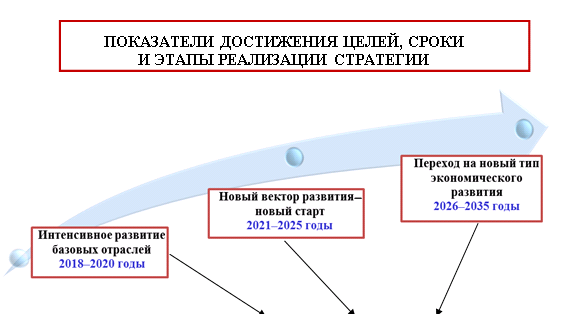 ПОКАЗАТЕЛИ ДОСТИЖЕНИЯ ЦЕЛЕЙ, СРОКИ
И ЭТАПЫ РЕАЛИЗАЦИИ СТРАТЕГИИ
Интенсивное развитие
базовых отраслей
2018–2020 годы
Новый вектор развития–
новый старт
2021–2025 годы
Переход на новый тип
экономического
развития
2026–2035 годы